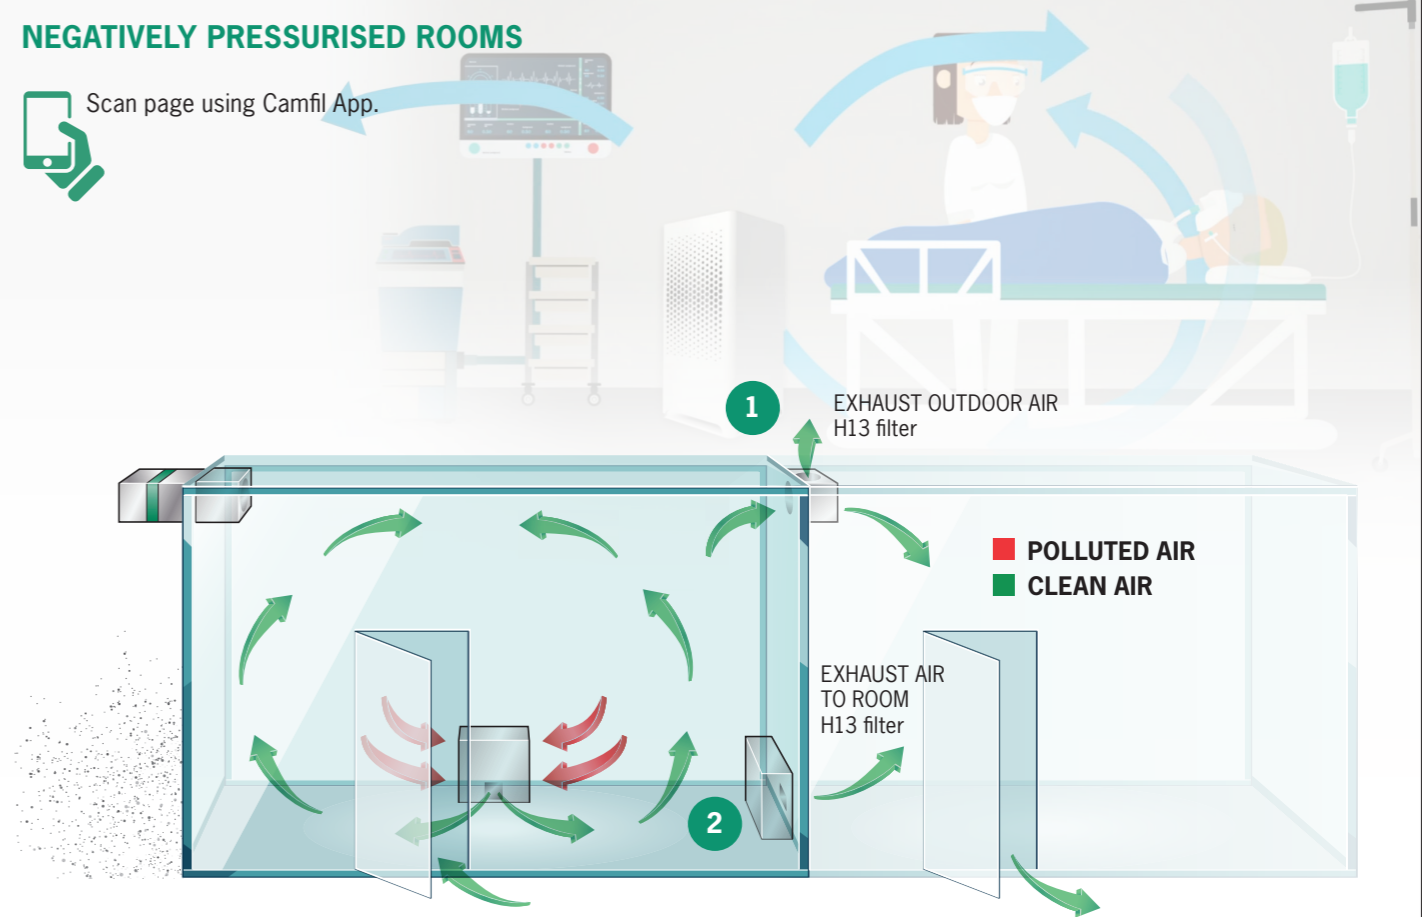 NEGATIVELY PRESSURISED ROOMS
Scan page using Camfil App.
1
EXHAUST OUTDOOR AIR
H13 filter
POLLUTED AIR
CLEAN AIR
EXHAUST AIR
TO ROOM
H13 filter
2